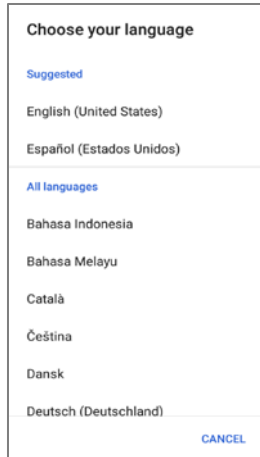 Choose your language
Suggested
English (United States)
Español (Estados Unidos)
All languages
Bahasa Indonesia
Bahasa Melayu
Català
Čeština
Dansk
Deutsch (Deutschland)
CANCEL